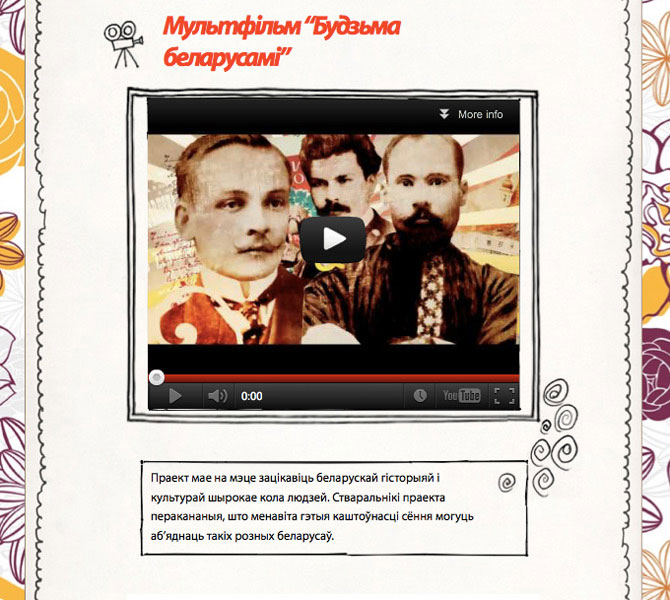 Мультфільм “Будзьма
беларусамі”
More info
0:00
YouTube
Праект мае на мэце зацікавіць беларускай гісторыяй і
культурай шырокае кола людзей. Стваральнікі праекта
перакананыя, што менавіта гэтыя каштоўнасці сёння могуць
аб’яднаць такіх розных беларусаў.